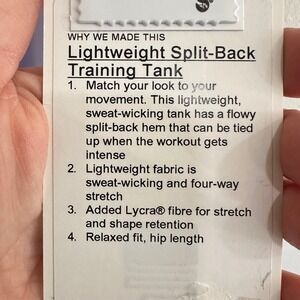 WHY WE MADE THIS
Lightweight Split-Back
Training Tank
1. Match your look to your
movement. This lightweight,
sweat-wicking tank has a flowy
split-back hem that can be tied
up when the workout gets
intense
2. Lightweight fabric is
sweat-wicking and four-way
stretch
3. Added Lycra® fibre for stretch
and shape retention
4. Relaxed fit, hip length